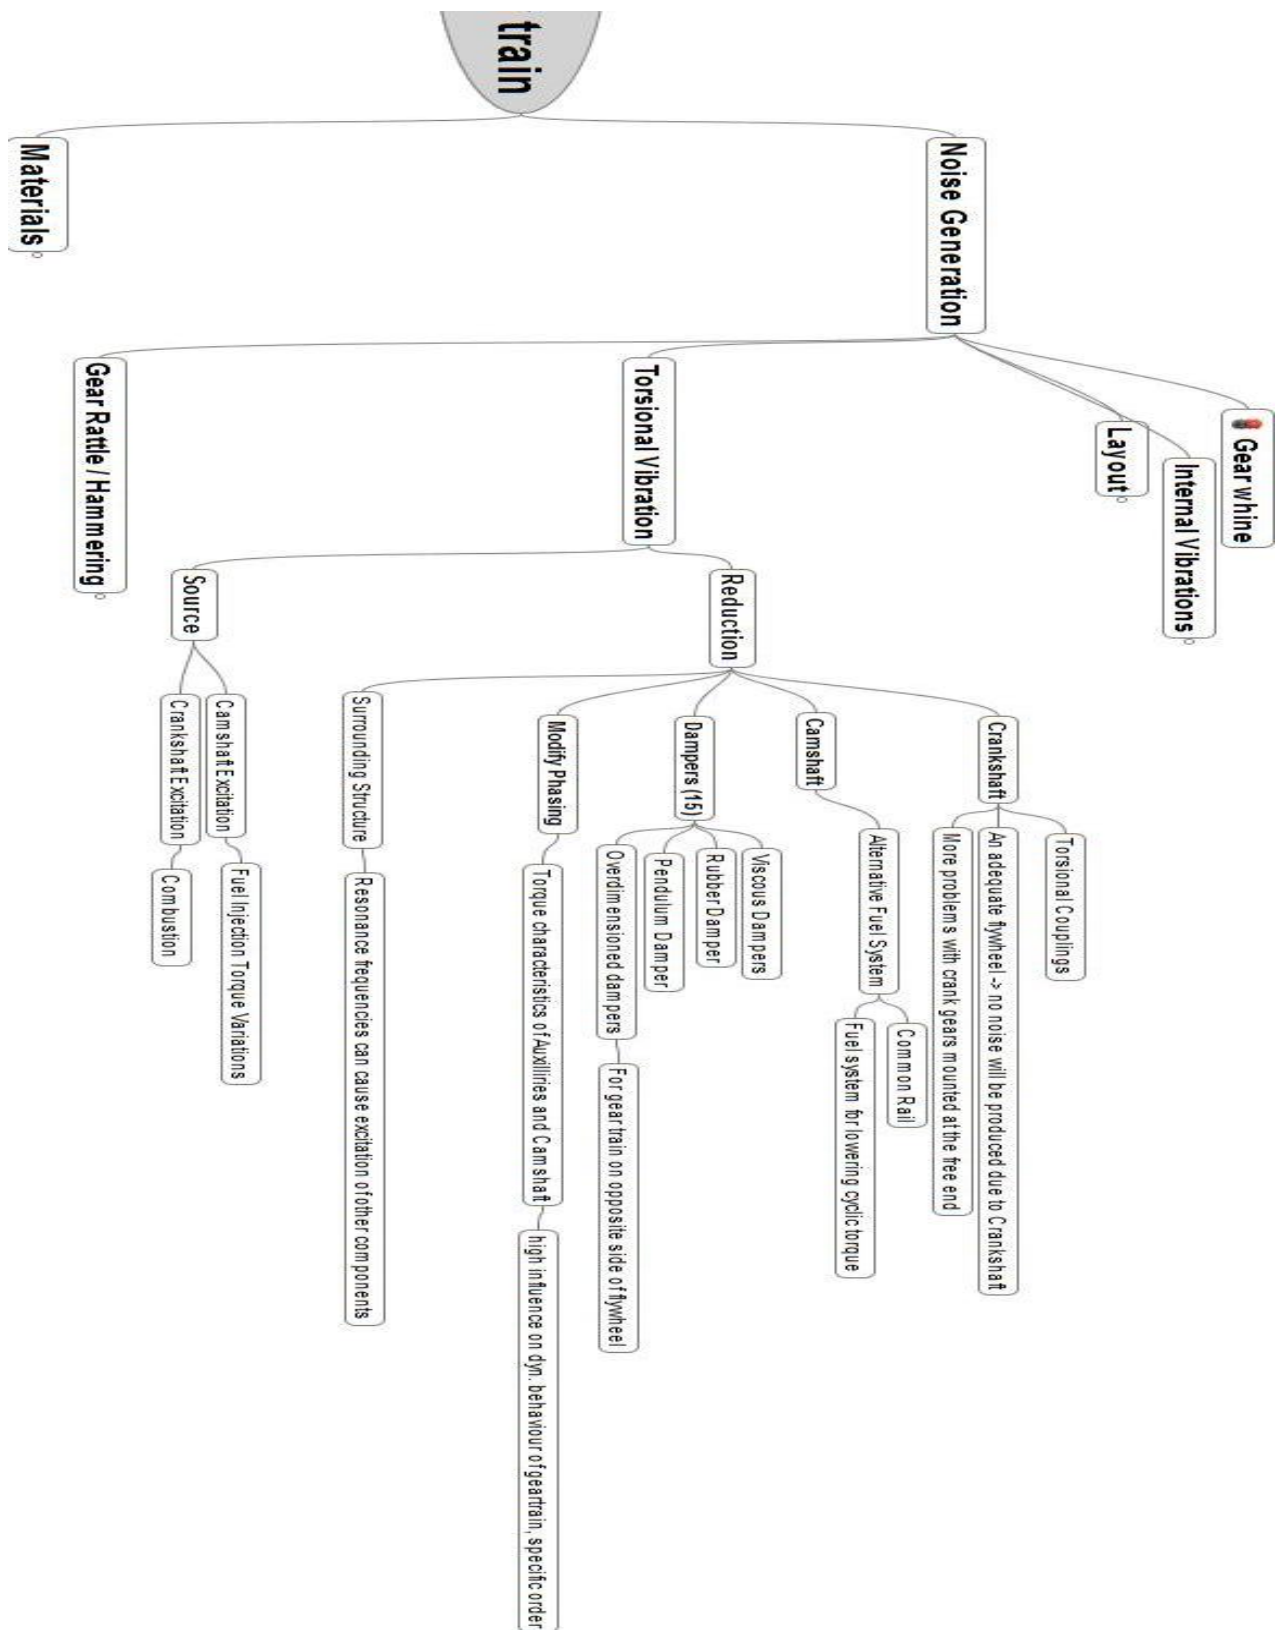 train
Noise Generation
Gear whine
Internal Vibrations
Layout
Torsional Vibration
Reduction
Crankshaft
Torsional Couplings
An adequate flywheel -> no noise will be produced due to Crankshaft
More problems with crank gears mounted at the free end
Camshaft
Alternative Fuel System
Common Rail
Fuel system for lowering cyclic torque
Dampers (15)
Viscous Dampers
Rubber Damper
Pendulum Damper
Overdimensioned dampers
For gear train on opposite side of flywheel
Modify Phasing
Torque characteristics of Auxilliries and Camshaft
high influence on dyn. behaviour of geartrain, specific order
Surrounding Structure
Resonance frequencies can cause excitation of other components
Source
Camshaft Excitation
Fuel Injection Torque Variations
Crankshaft Excitation
Combustion
Gear Rattle / Hammering
Materials